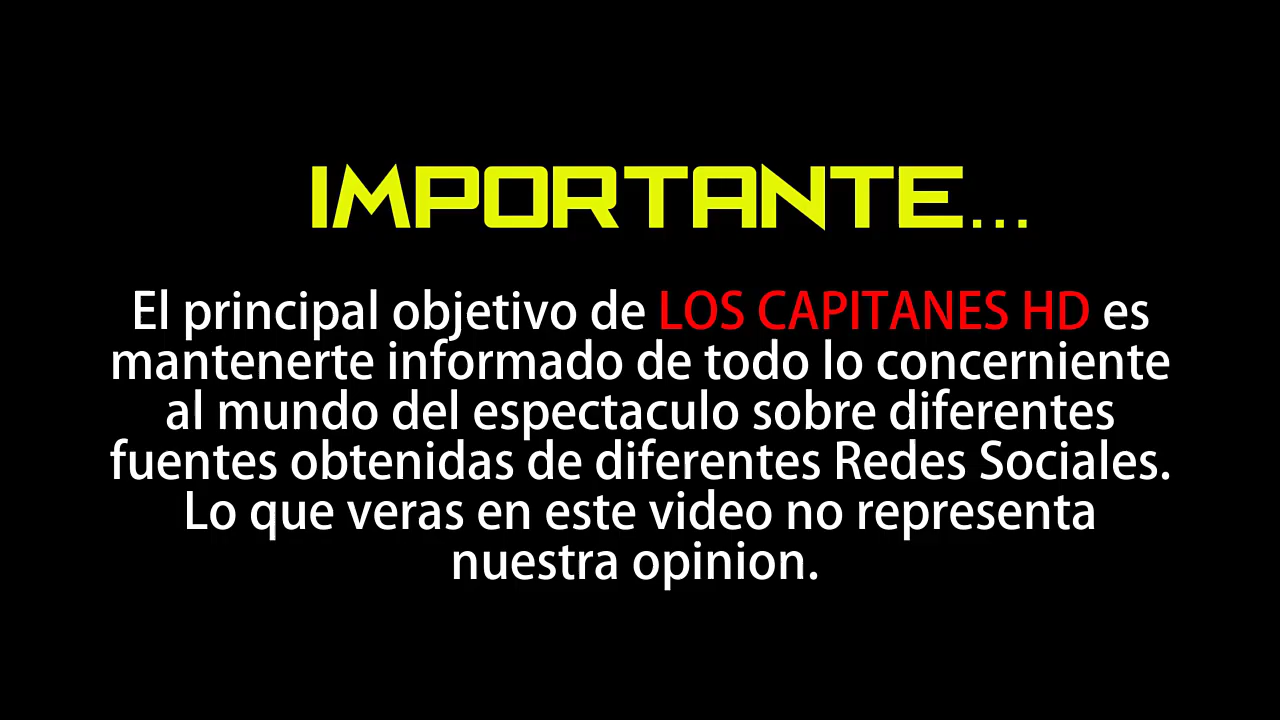 IMPORTANTE...
El principal objetivo de LOS CAPITANES HD es
mantenerte informado de todo lo concerniente
al mundo del espectaculo sobre diferentes
fuentes obtenidas de diferentes Redes Sociales.
Lo que veras en este video no representa
nuestra opinion.